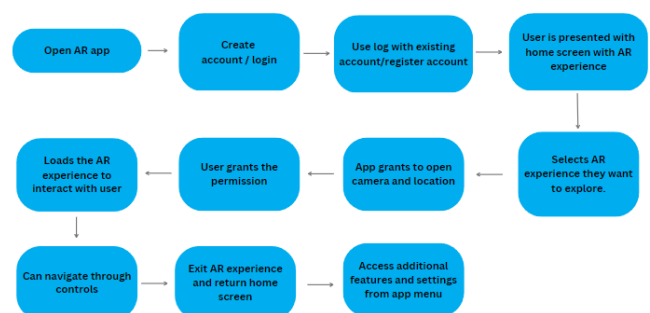 Open AR app
Create
account / login
Use log with existing
account/register account
User is presented with
home screen with AR
experience
Selects AR
experience they want
to explore.
App grants to open
camera and location
User grants the
permission
Loads the AR
experience to
interact with user
Can navigate through
controls
Exit AR experience
and return home
screen
Access additional
features and settings
from app menu